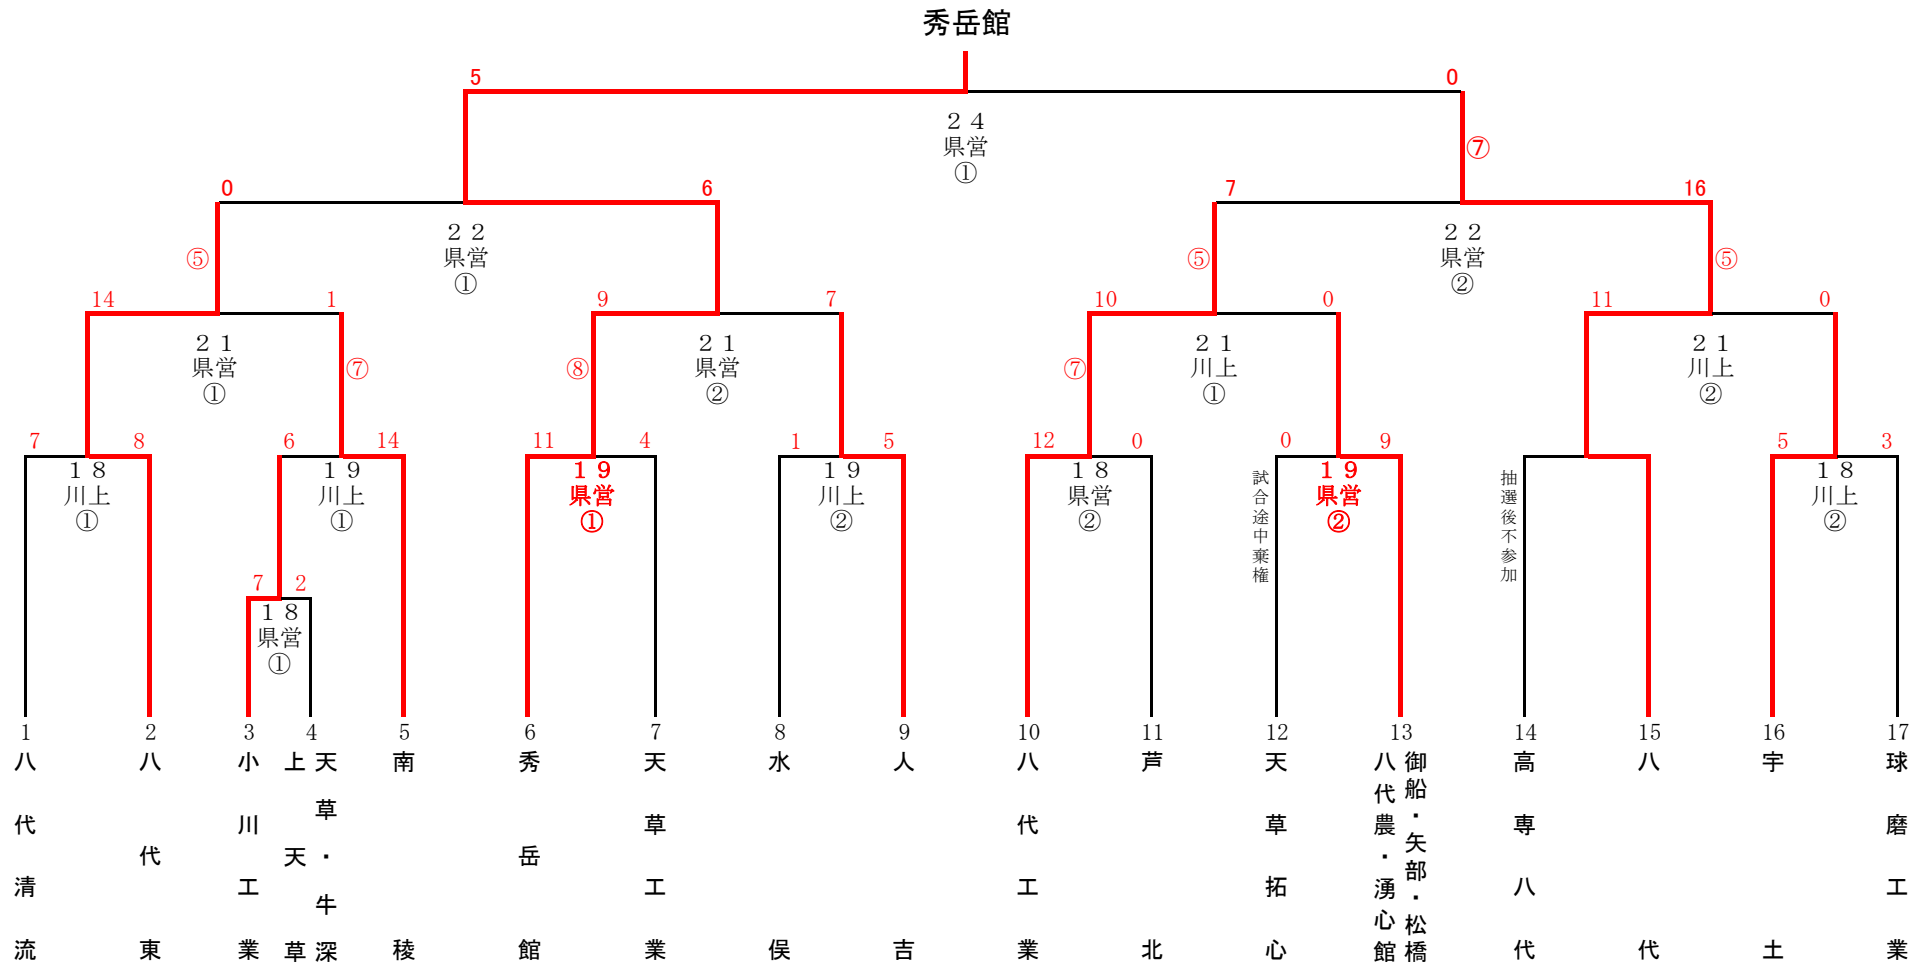 秀岳館
5 0
２４
県営
①
⑦
0 6 7 16
２２
県営
①
２２
県営
②
⑤ ⑤ ⑤
14 1 9 7 10 0 11 0
２１
県営
①
２１
県営
②
２１
川上
①
２１
川上
②
⑦ ⑧ ⑦
7 8 6 14 11 4 1 5 12 0 0 9 5 3
１８
川上
①
１９
川上
①
１９
県営
①
１９
川上
②
１８
県営
②
試合途中棄権
１９
県営
②
抽選後不参加
１８
川上
②
7 2
１８
県営
①
1 2 3 4 5 6 7 8 9 10 11 12 13 14 15 16 17
八代清流
八代東
小川工業
上天草
天草・牛深
南稜
秀岳館
天草工業
水俣
人吉
八代工業
芦北
天草拓心
八代農・湧心館
御船・矢部・松橋
高専八代
八代
宇土
球磨工業